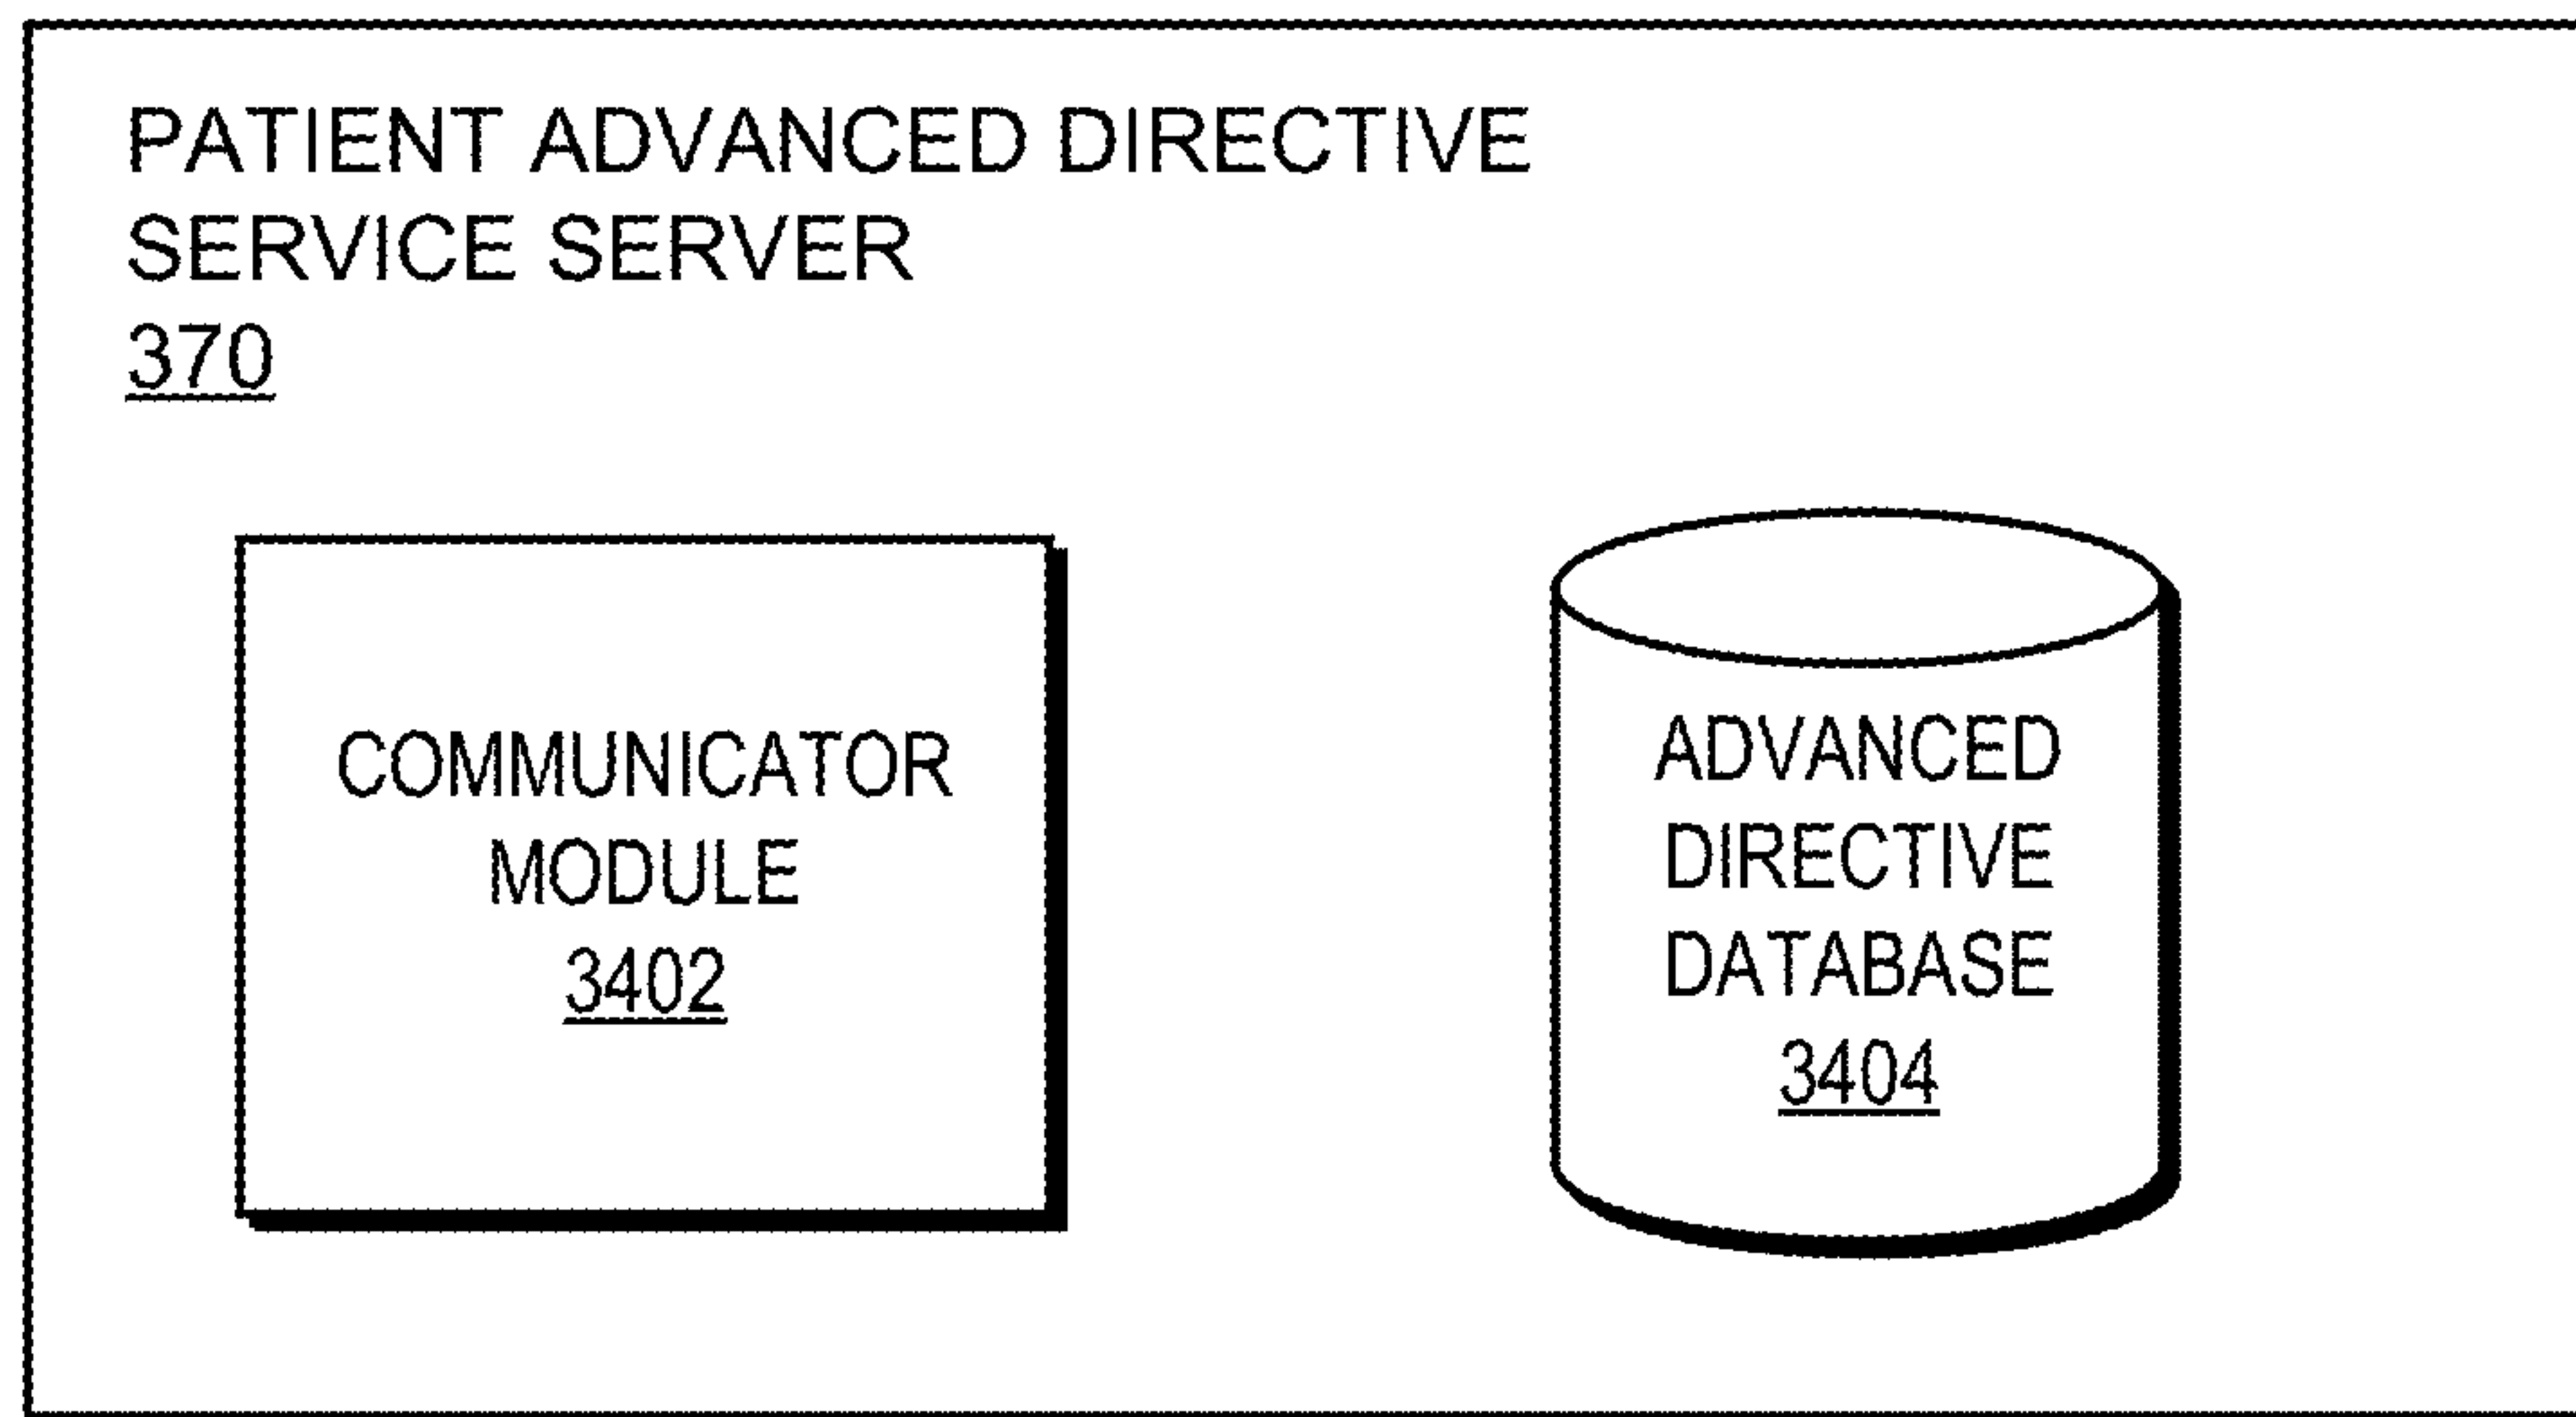 PATIENT ADVANCED DIRECTIVE
SERVICE SERVER
370
COMMUNICATOR
MODULE
3402
ADVANCED
DIRECTIVE
DATABASE
3404